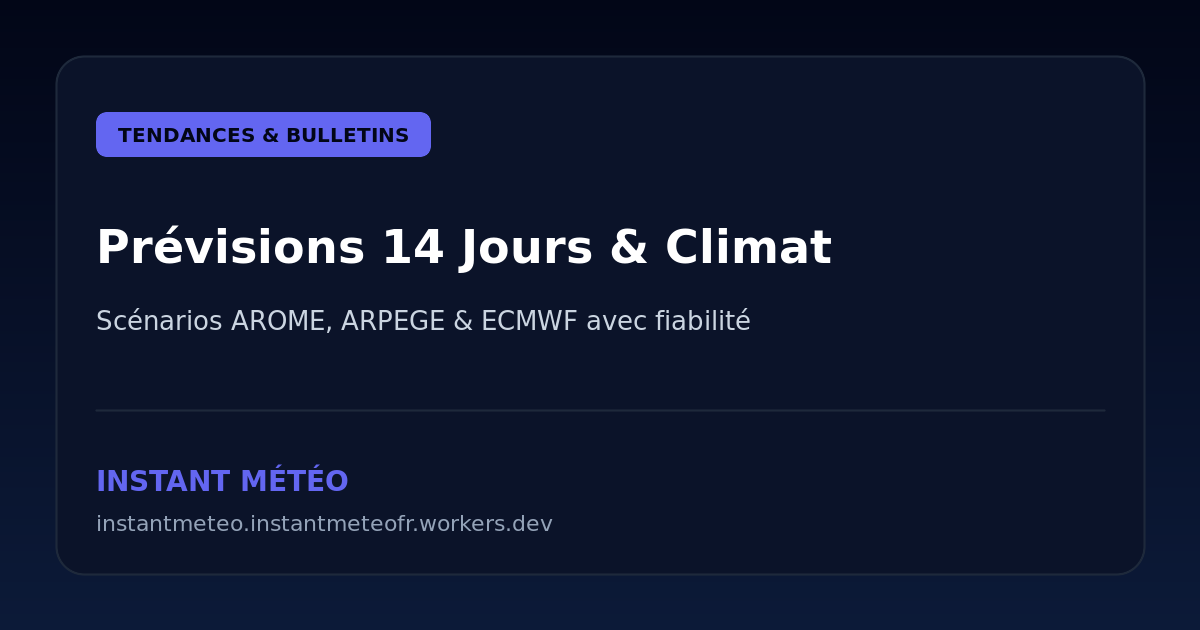 TENDANCES & BULLETINS
Prévisions 14 Jours & Climat
Scénarios AROME, ARPEGE & ECMWF avec fiabilité
INSTANT MÉTÉO
instantmeteo.instantmeteofr.workers.dev